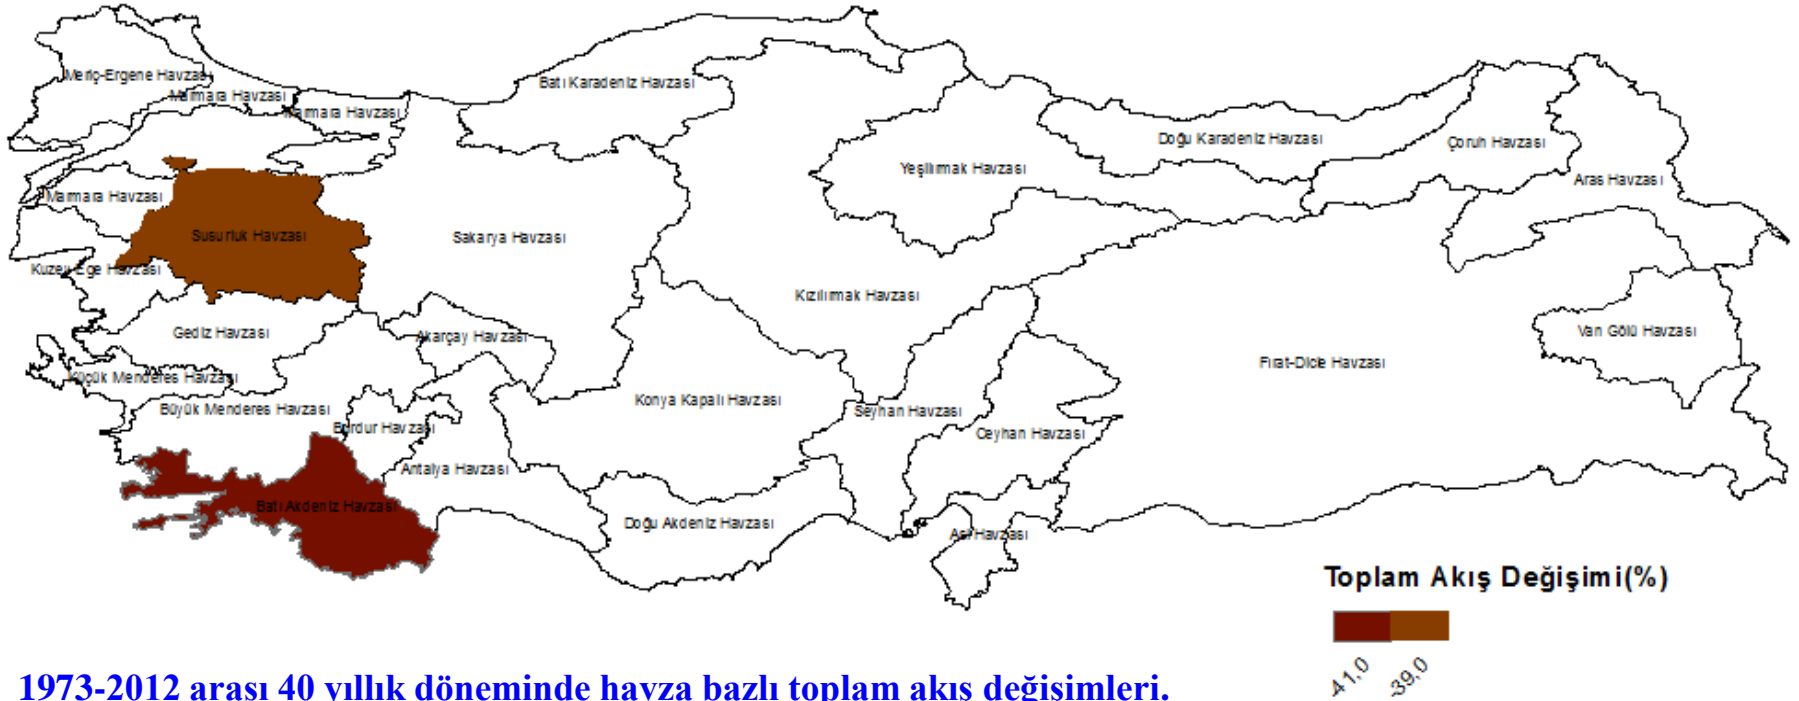 Meriç-Ergene Havzası
Marmara Havzası
Marmara Havzası
Batı Karadeniz Havzası
Doğu Karadeniz Havzası
Çoruh Havzası
Yeşilırmak Havzası
Aras Havzası
Marmara Havzası
Susurluk Havzası
Sakarya Havzası
Kuzey Ege Havzası
Kızılırmak Havzası
Gediz Havzası
Akarçay Havzası
Van Gölü Havzası
Fırat-Dicle Havzası
Küçük Menderes Havzası
Konya Kapalı Havzası
Büyük Menderes Havzası
Seyhan Havzası
Burdur Havzası
Ceyhan Havzası
Antalya Havzası
Batı Akdeniz Havzası
Doğu Akdeniz Havzası
Asi Havzası
Toplam Akış Değişimi(%)
-41,0
-39,0
1973-2012 arası 40 yıllık döneminde havza bazlı toplam akış değişimleri.